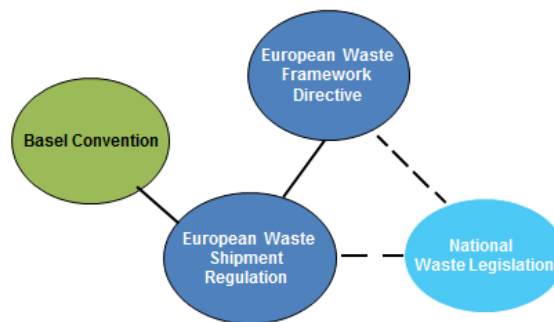 European Waste
Framework
Directive
Basel Convention
European Waste
Shipment
Regulation
National
Waste Legislation